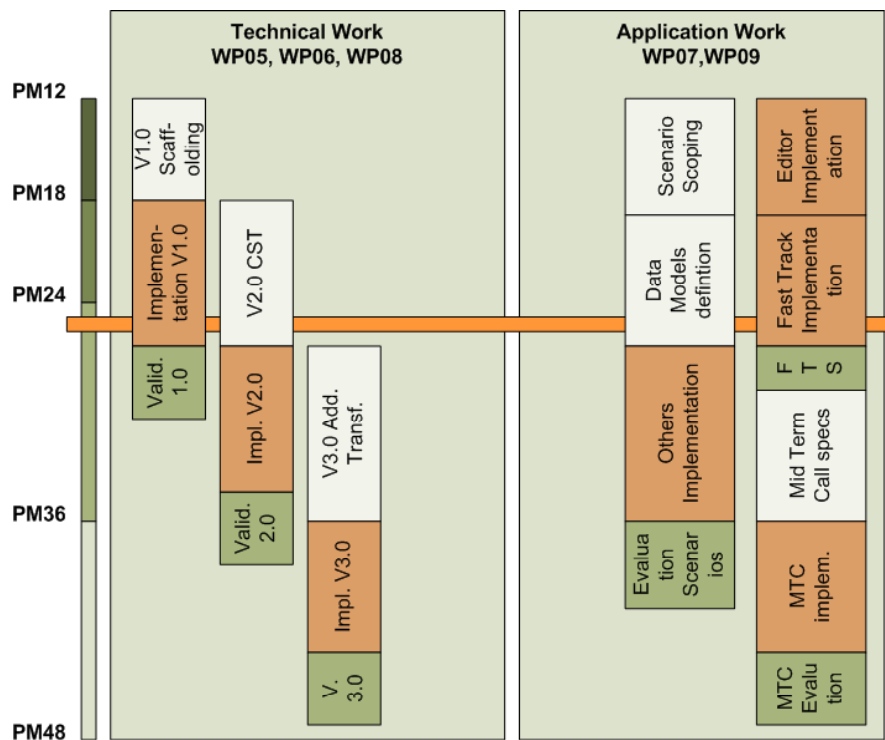 Technical Work
WP05, WP06, WP08
Application Work
WP07,WP09
PM12
PM18
PM24
PM36
PM48
V1.0
Scaff-
olding
Implemen-
tation V1.0
Valid.
1.0
V2.0 CST
Impl. V2.0
Valid.
2.0
V3.0 Add.
Transf.
Impl. V3.0
V.
3.0
Scenario
Scoping
Data
Models
defintion
Others
Implementation
Evalua
tion
Scenar
ios
Editor
Implement
ation
Fast Track
Implementa
tion
F
T
S
Mid Term
Call specs
MTC
implem.
MTC
Evalu
tion